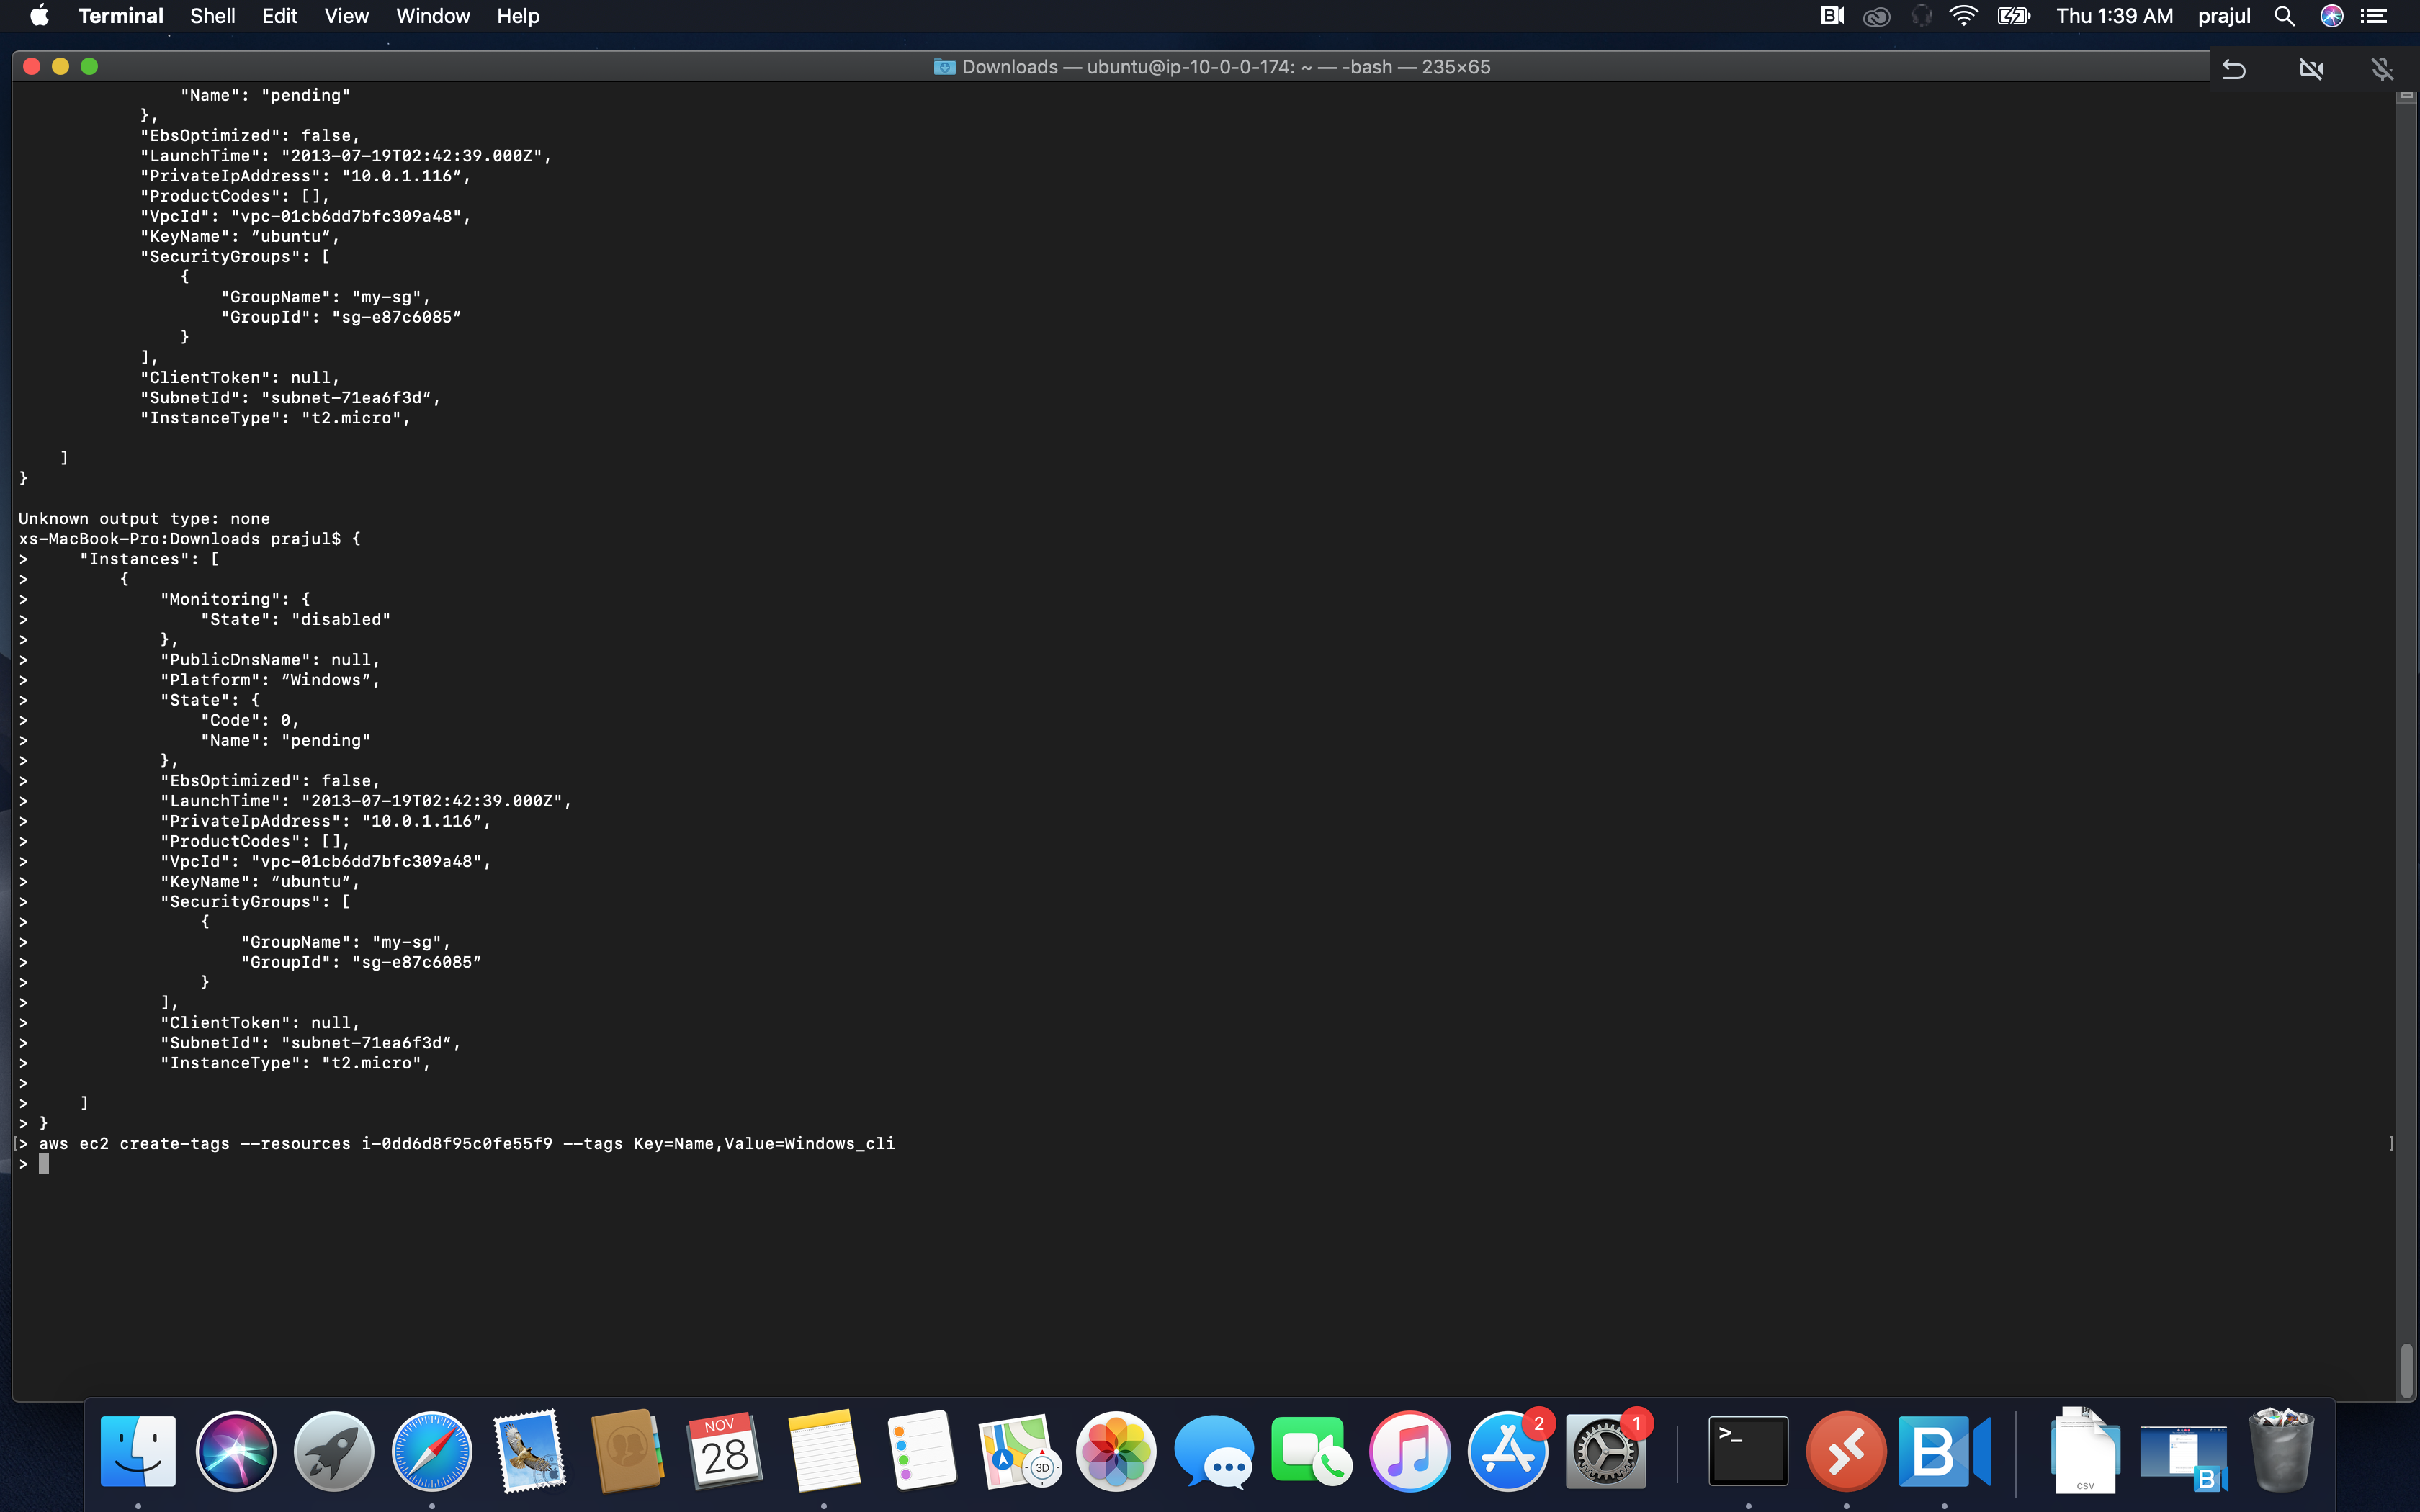 Terminal Shell Edit View Window Help Thu 1:39 AM prajul
Downloads — ubuntu@ip-10-0-0-174: ~ — -bash — 235×65
                "Name": "pending"
            },
            "EbsOptimized": false,
            "LaunchTime": "2013-07-19T02:42:39.000Z",
            "PrivateIpAddress": "10.0.1.116”,
            "ProductCodes": [],
            "VpcId": "vpc-01cb6dd7bfc309a48",
            "KeyName": “ubuntu”,
            "SecurityGroups": [
                {
                    "GroupName": "my-sg",
                    "GroupId": "sg-e87c6085”
                }
            ],
            "ClientToken": null,
            "SubnetId": "subnet-71ea6f3d”,
            "InstanceType": "t2.micro",
    ]
}
Unknown output type: none
xs-MacBook-Pro:Downloads prajul$ {
>     "Instances": [
>         {
>             "Monitoring": {
>                 "State": "disabled"
>             },
>             "PublicDnsName": null,
>             "Platform": “Windows”,
>             "State": {
>                 "Code": 0,
>                 "Name": "pending"
>             },
>             "EbsOptimized": false,
>             "LaunchTime": "2013-07-19T02:42:39.000Z",
>             "PrivateIpAddress": "10.0.1.116”,
>             "ProductCodes": [],
>             "VpcId": "vpc-01cb6dd7bfc309a48",
>             "KeyName": “ubuntu”,
>             "SecurityGroups": [
>                 {
>                     "GroupName": "my-sg",
>                     "GroupId": "sg-e87c6085”
>                 }
>             ],
>             "ClientToken": null,
>             "SubnetId": "subnet-71ea6f3d”,
>             "InstanceType": "t2.micro",
>
>     ]
> }
[> aws ec2 create-tags --resources i-0dd6d8f95c0fe55f9 --tags Key=Name,Value=Windows_cli ]
>
NOV
28
3D
2
1
>_
B
CSV
B